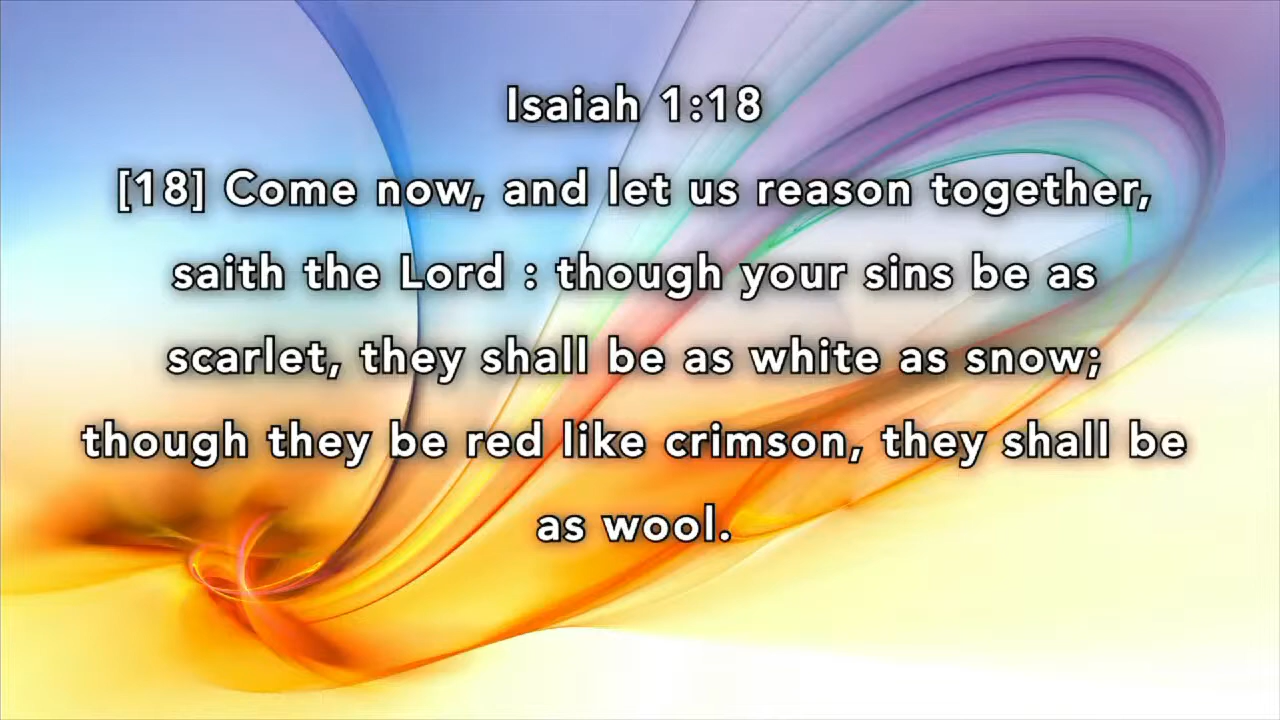 Isaiah 1:18
[18] Come now, and let us reason together,
saith the Lord : though your sins be as
scarlet, they shall be as white as snow;
though they be red like crimson, they shall be
as wool.